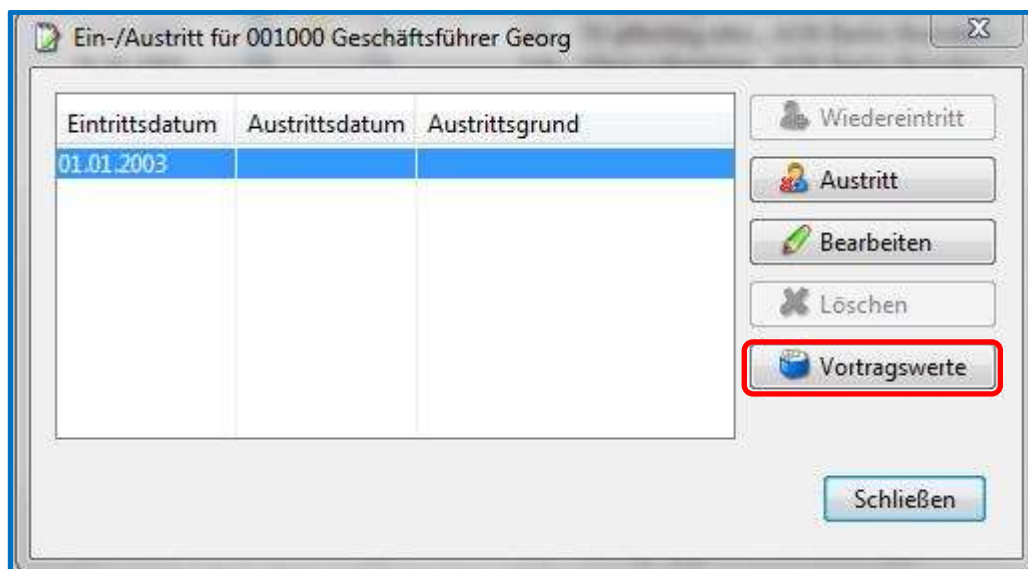 Ein-/Austritt für 001000 Geschäftsführer Georg
Eintrittsdatum Austrittsdatum Austrittsgrund
01.01.2003
Wiedereintritt
Austritt
Bearbeiten
Löschen
Vortragswerte
Schließen